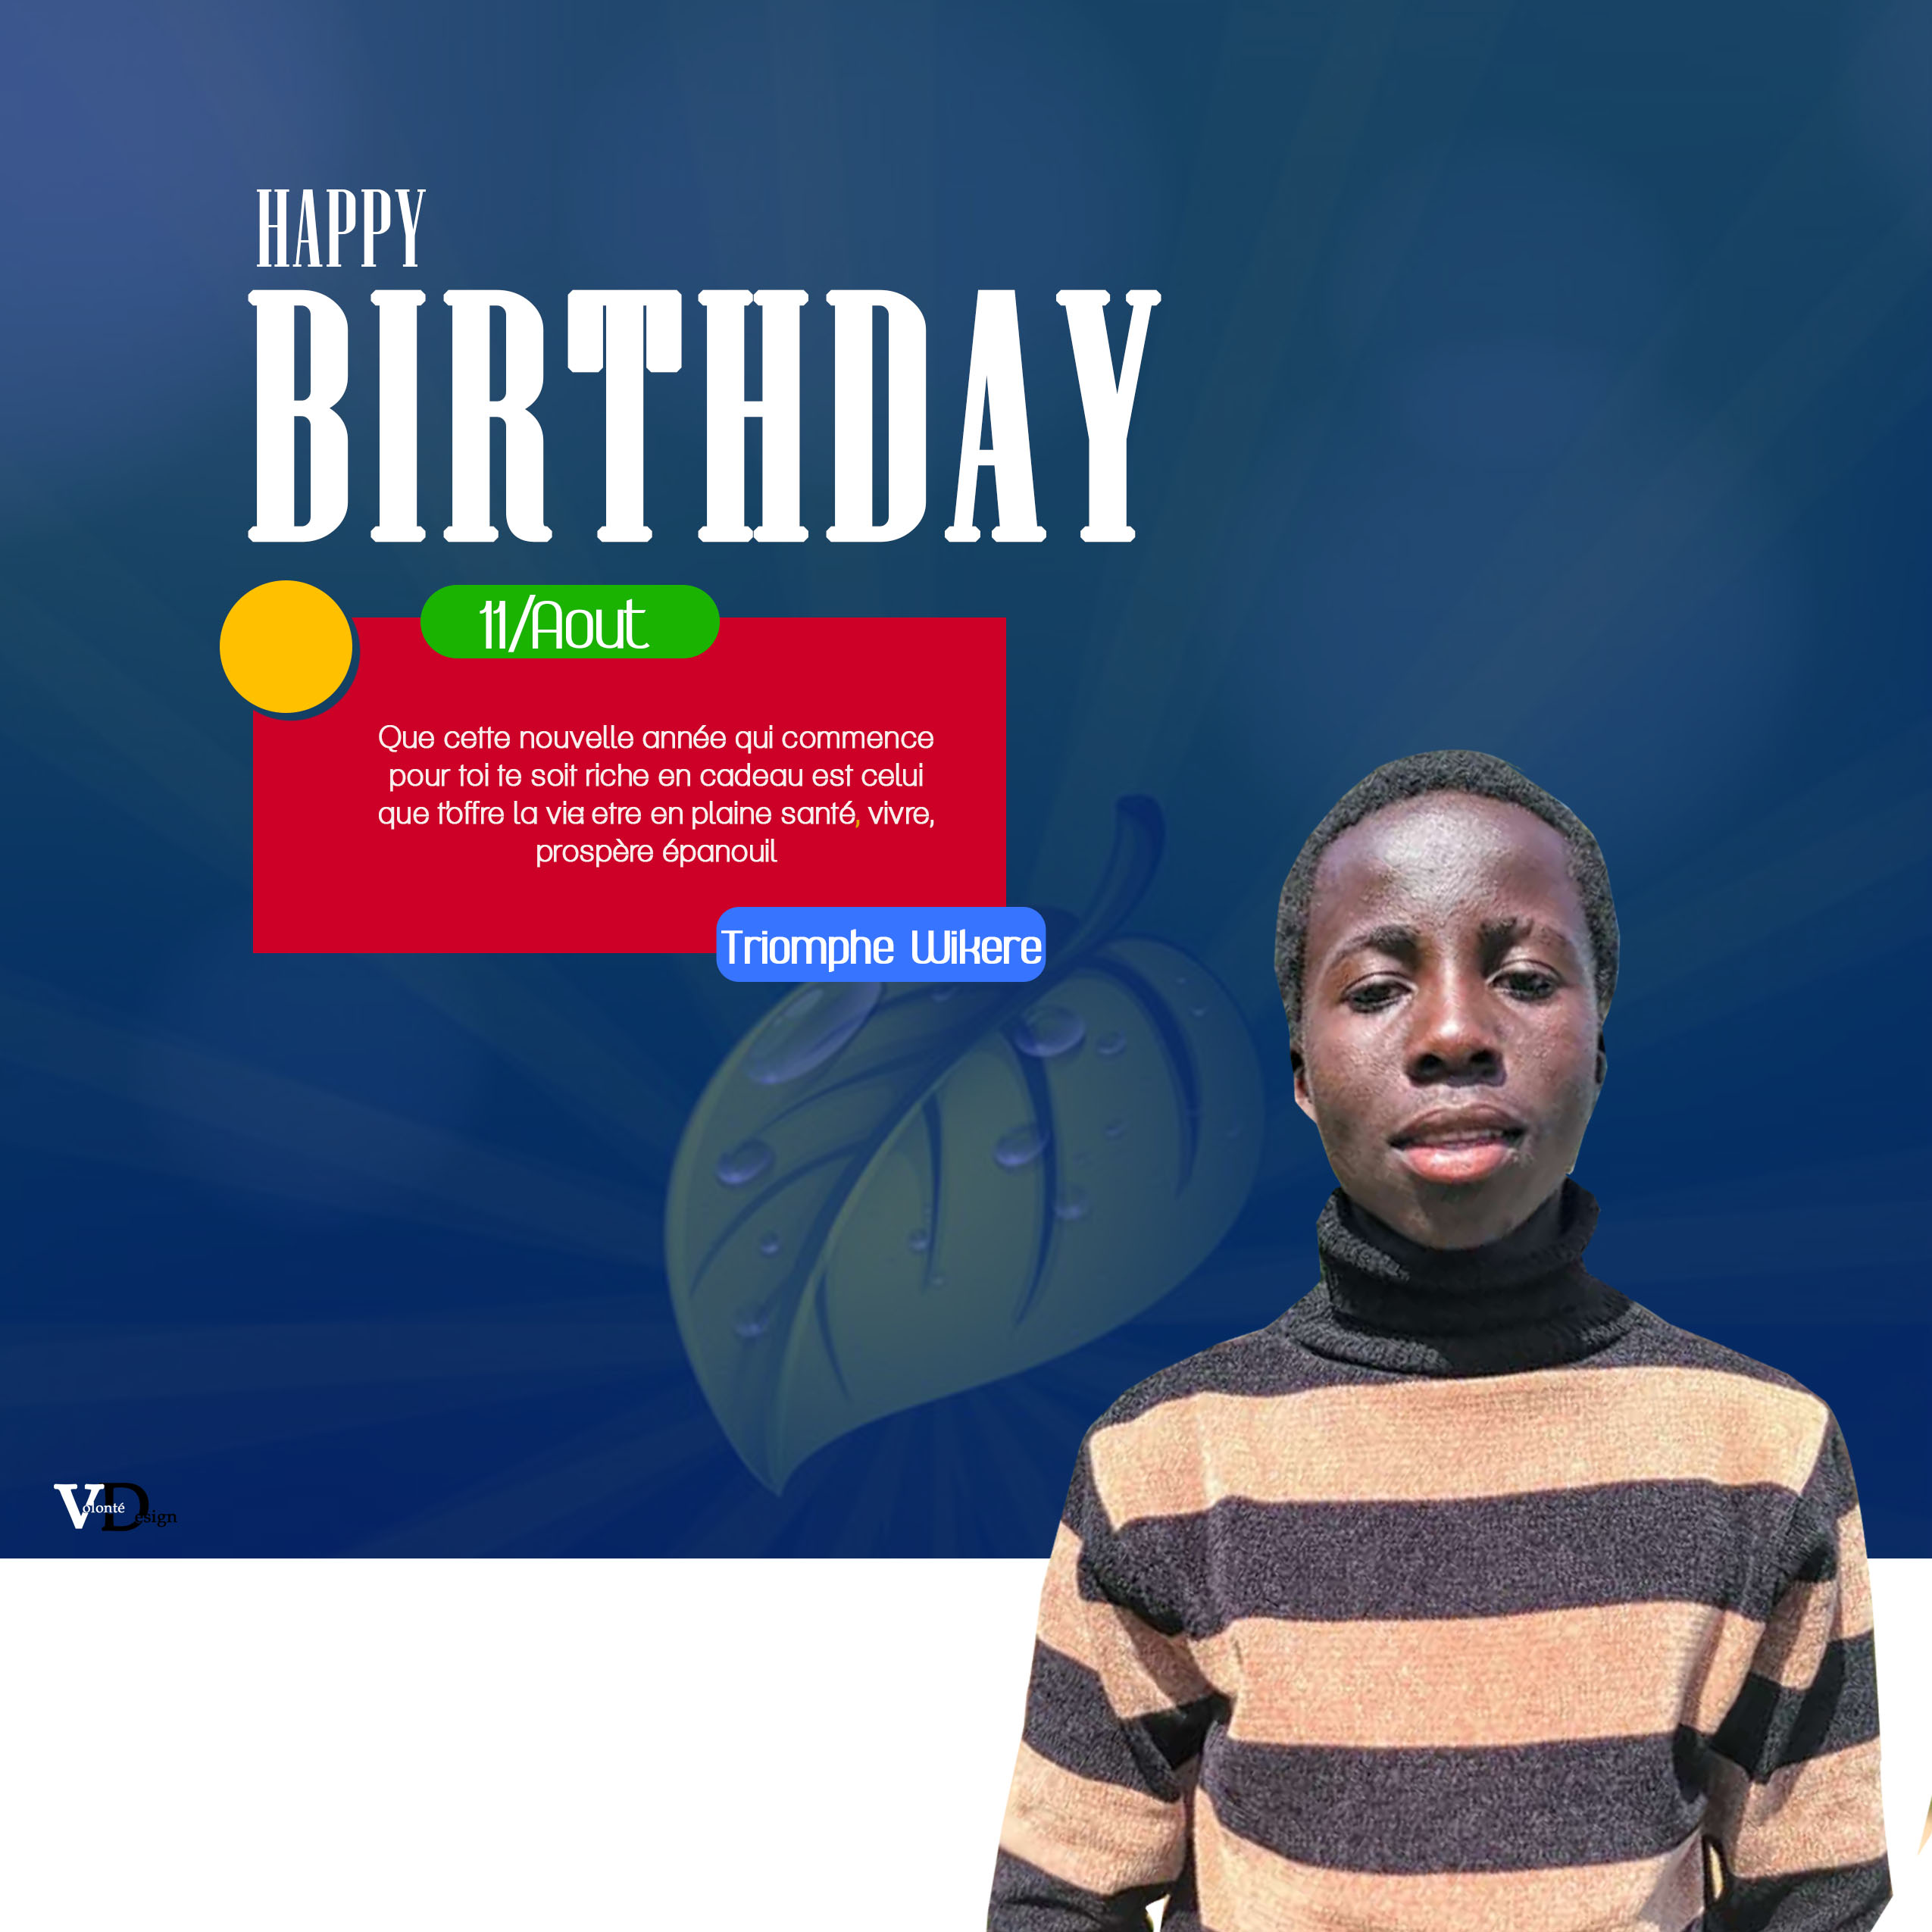 HAPPY
BIRTHDAY
11/Aout
Que cette nouvelle année qui commence
pour toi te soit riche en cadeau est celui
que t'offre la vie: etre en plaine santé, vivre,
prospère épanouil
Triomphe Wikere
Volonté Design